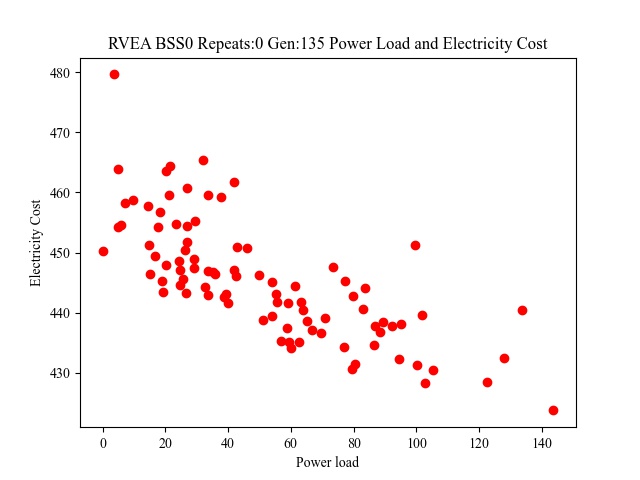 RVEA BSS0 Repeats:0 Gen:135 Power Load and Electricity Cost
480
470
460
450
440
430
Electricity Cost
0 20 40 60 80 100 120 140
Power load